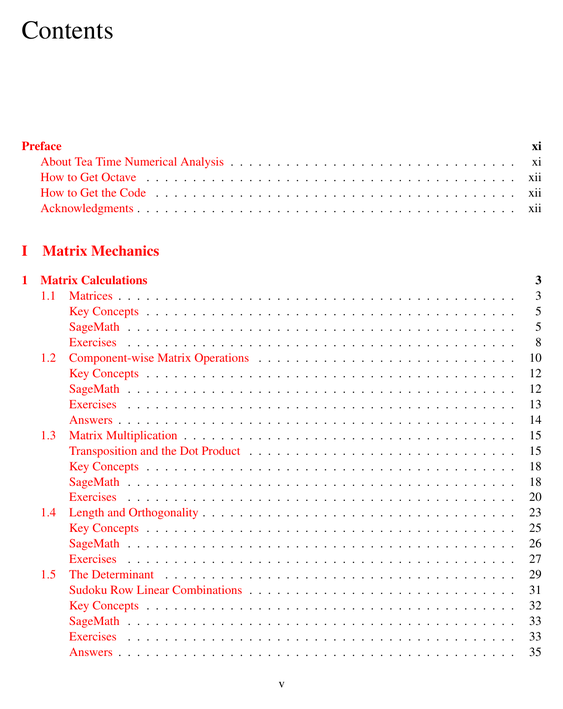 Contents
Preface xi
About Tea Time Numerical Analysis . . . . . . . . . . . . . . . . . . . . . . . . . . . . . . . xi
How to Get Octave . . . . . . . . . . . . . . . . . . . . . . . . . . . . . . . . . . . . . . . . xii
How to Get the Code . . . . . . . . . . . . . . . . . . . . . . . . . . . . . . . . . . . . . . . xii
Acknowledgments . . . . . . . . . . . . . . . . . . . . . . . . . . . . . . . . . . . . . . . . . xii
I Matrix Mechanics
1 Matrix Calculations 3
1.1 Matrices . . . . . . . . . . . . . . . . . . . . . . . . . . . . . . . . . . . . . . . . . . . 3
Key Concepts . . . . . . . . . . . . . . . . . . . . . . . . . . . . . . . . . . . . . . . . 5
SageMath . . . . . . . . . . . . . . . . . . . . . . . . . . . . . . . . . . . . . . . . . . 5
Exercises . . . . . . . . . . . . . . . . . . . . . . . . . . . . . . . . . . . . . . . . . . 8
1.2 Component-wise Matrix Operations . . . . . . . . . . . . . . . . . . . . . . . . . . . . 10
Key Concepts . . . . . . . . . . . . . . . . . . . . . . . . . . . . . . . . . . . . . . . . 12
SageMath . . . . . . . . . . . . . . . . . . . . . . . . . . . . . . . . . . . . . . . . . . 12
Exercises . . . . . . . . . . . . . . . . . . . . . . . . . . . . . . . . . . . . . . . . . . 13
Answers . . . . . . . . . . . . . . . . . . . . . . . . . . . . . . . . . . . . . . . . . . . 14
1.3 Matrix Multiplication . . . . . . . . . . . . . . . . . . . . . . . . . . . . . . . . . . . . 15
Transposition and the Dot Product . . . . . . . . . . . . . . . . . . . . . . . . . . . . . 15
Key Concepts . . . . . . . . . . . . . . . . . . . . . . . . . . . . . . . . . . . . . . . . 18
SageMath . . . . . . . . . . . . . . . . . . . . . . . . . . . . . . . . . . . . . . . . . . 18
Exercises . . . . . . . . . . . . . . . . . . . . . . . . . . . . . . . . . . . . . . . . . . 20
1.4 Length and Orthogonality . . . . . . . . . . . . . . . . . . . . . . . . . . . . . . . . . . 23
Key Concepts . . . . . . . . . . . . . . . . . . . . . . . . . . . . . . . . . . . . . . . . 25
SageMath . . . . . . . . . . . . . . . . . . . . . . . . . . . . . . . . . . . . . . . . . . 26
Exercises . . . . . . . . . . . . . . . . . . . . . . . . . . . . . . . . . . . . . . . . . . 27
1.5 The Determinant . . . . . . . . . . . . . . . . . . . . . . . . . . . . . . . . . . . . . . 29
Sudoku Row Linear Combinations . . . . . . . . . . . . . . . . . . . . . . . . . . . . . 31
Key Concepts . . . . . . . . . . . . . . . . . . . . . . . . . . . . . . . . . . . . . . . . 32
SageMath . . . . . . . . . . . . . . . . . . . . . . . . . . . . . . . . . . . . . . . . . . 33
Exercises . . . . . . . . . . . . . . . . . . . . . . . . . . . . . . . . . . . . . . . . . . 33
Answers . . . . . . . . . . . . . . . . . . . . . . . . . . . . . . . . . . . . . . . . . . . 35
v